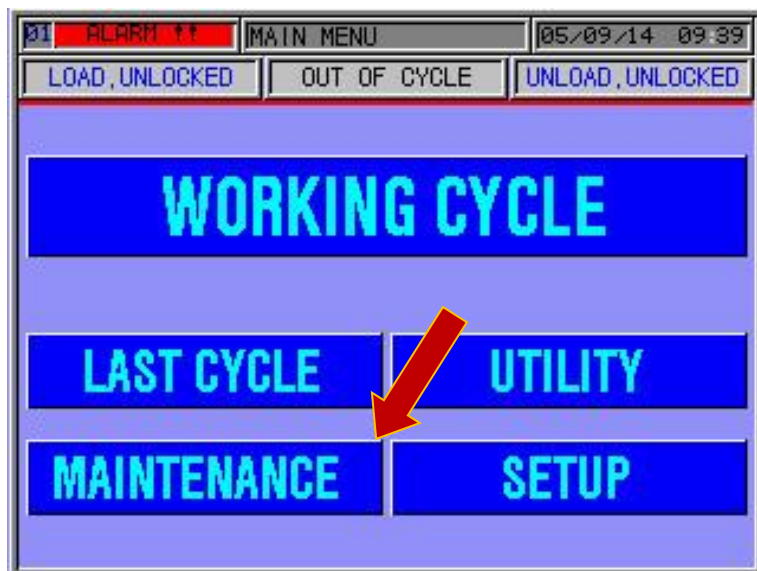 01 ALARM !! MAIN MENU 05/09/14 09:39
LOAD,UNLOCKED OUT OF CYCLE UNLOAD,UNLOCKED
WORKING CYCLE
LAST CYCLE UTILITY
MAINTENANCE SETUP